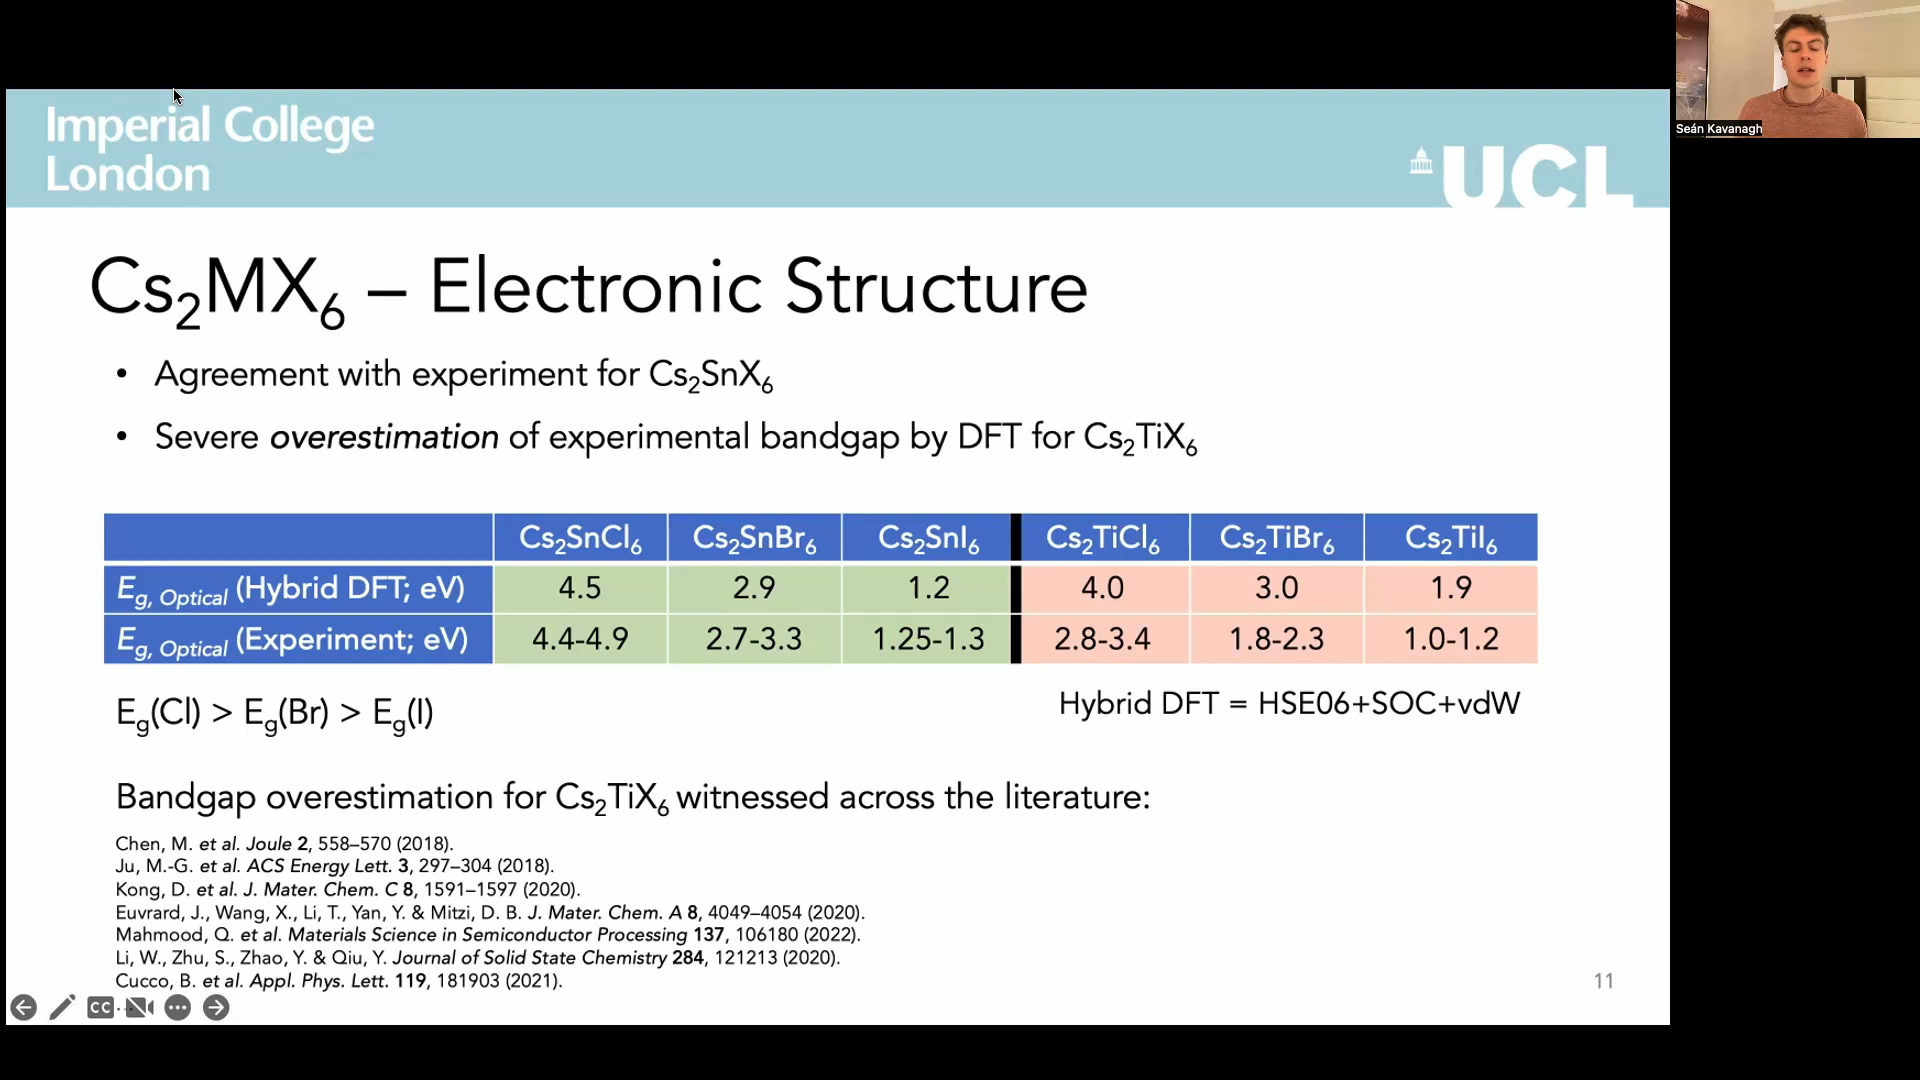 Imperial College
London
UCL
Seán Kavanagh
Cs₂MX₆ – Electronic Structure
• Agreement with experiment for Cs₂SnX₆
• Severe overestimation of experimental bandgap by DFT for Cs₂TiX₆
Cs₂SnCl₆ Cs₂SnBr₆ Cs₂SnI₆ Cs₂TiCl₆ Cs₂TiBr₆ Cs₂TiI₆
E_g, Optical (Hybrid DFT; eV) 4.5 2.9 1.2 4.0 3.0 1.9
E_g, Optical (Experiment; eV) 4.4-4.9 2.7-3.3 1.25-1.3 2.8-3.4 1.8-2.3 1.0-1.2
E_g(Cl) > E_g(Br) > E_g(I)
Hybrid DFT = HSE06+SOC+vdW
Bandgap overestimation for Cs₂TiX₆ witnessed across the literature:
Chen, M. et al. Joule 2, 558–570 (2018).
Ju, M.-G. et al. ACS Energy Lett. 3, 297–304 (2018).
Kong, D. et al. J. Mater. Chem. C 8, 1591–1597 (2020).
Euvrard, J., Wang, X., Li, T., Yan, Y. & Mitzi, D. B. J. Mater. Chem. A 8, 4049–4054 (2020).
Mahmood, Q. et al. Materials Science in Semiconductor Processing 137, 106180 (2022).
Li, W., Zhu, S., Zhao, Y. & Qiu, Y. Journal of Solid State Chemistry 284, 121213 (2020).
Cucco, B. et al. Appl. Phys. Lett. 119, 181903 (2021).
11
CC